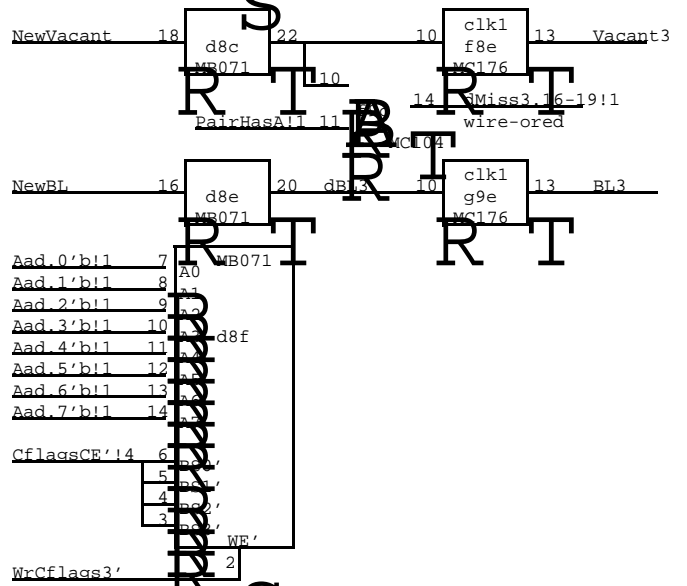 S
NewVacant 18 d8c 22 10 clk1 13 Vacant3
f8e
MB071 MC176
R T 10 R T
14 dMiss3.16-19!1
PairHasA!1 11 wire-ored
MC104
R T
NewBL 16 d8e 20 dBL3 10 clk1 13 BL3
g9e
MB071 MC176
R T R T
Aad.0'b!1 7 MB071
A0
Aad.1'b!1 8
A1
Aad.2'b!1 9
Aad.3'b!1 10 d8f
Aad.4'b!1 11
Aad.5'b!1 12
Aad.6'b!1 13
Aad.7'b!1 14
CflagsCE'!4 6
BS0'
5
BS1'
4
BS2'
3
WE'
2
WrCflags3'